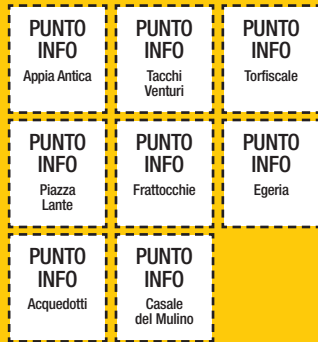 PUNTO
INFO
Appia Antica
PUNTO
INFO
Tacchi
Venturi
PUNTO
INFO
Torfiscale
PUNTO
INFO
Piazza
Lante
PUNTO
INFO
Frattocchie
PUNTO
INFO
Egeria
PUNTO
INFO
Acquedotti
PUNTO
INFO
Casale
del Mulino